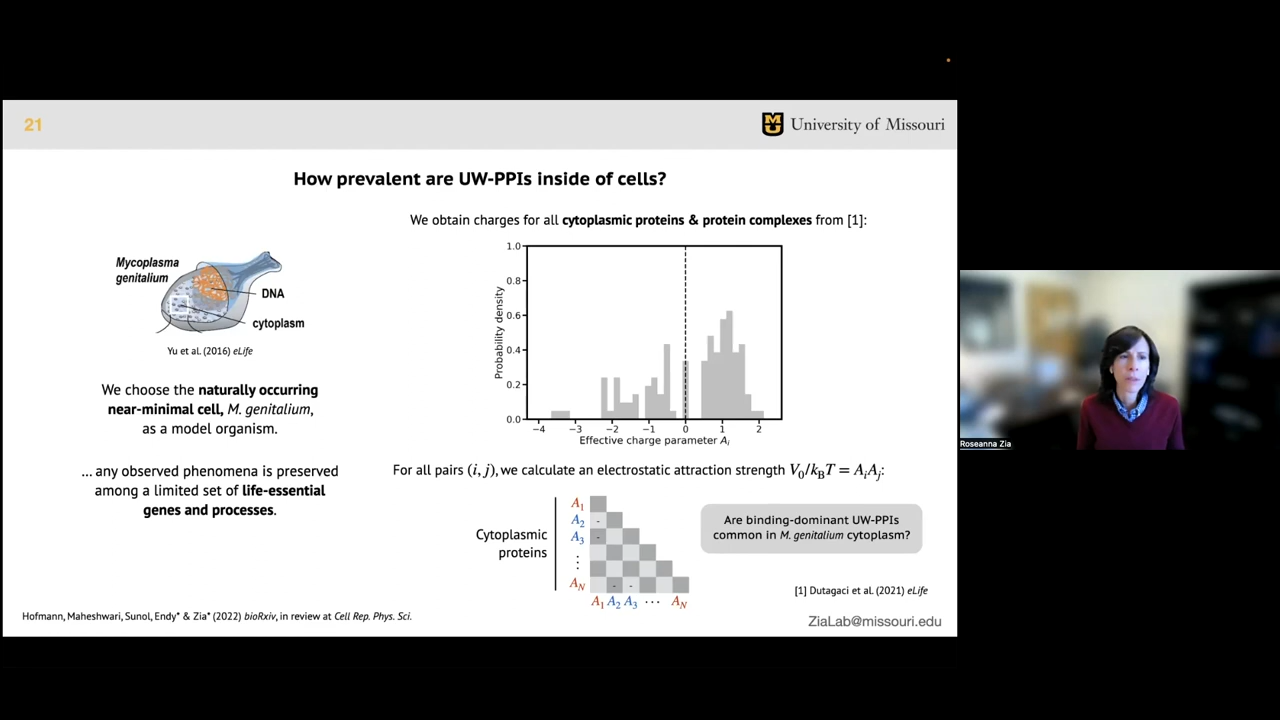 21
University of Missouri
How prevalent are UW-PPIs inside of cells?
We obtain charges for all cytoplasmic proteins & protein complexes from [1]:
Mycoplasma
genitalium
DNA
cytoplasm
Yu et al. (2016) eLife
We choose the naturally occurring
near-minimal cell, M. genitalium,
as a model organism.
... any observed phenomena is preserved
among a limited set of life-essential
genes and processes.
Probability density
1.0
0.8
0.6
0.4
0.2
0.0
−4 −3 −2 −1 0 1 2
Effective charge parameter Aᵢ
For all pairs (i, j), we calculate an electrostatic attraction strength V₀/k_BT = AᵢAⱼ:
Cytoplasmic
proteins
A₁
A₂ -
A₃ -
⋮
A_N - -
A₁ A₂ A₃ ⋯ A_N
Are binding-dominant UW-PPIs
common in M. genitalium cytoplasm?
[1] Dutagaci et al. (2021) eLife
Hofmann, Maheshwari, Sunol, Endy* & Zia* (2022) bioRxiv, in review at Cell Rep. Phys. Sci.
ZiaLab@missouri.edu
Roseanna Zia